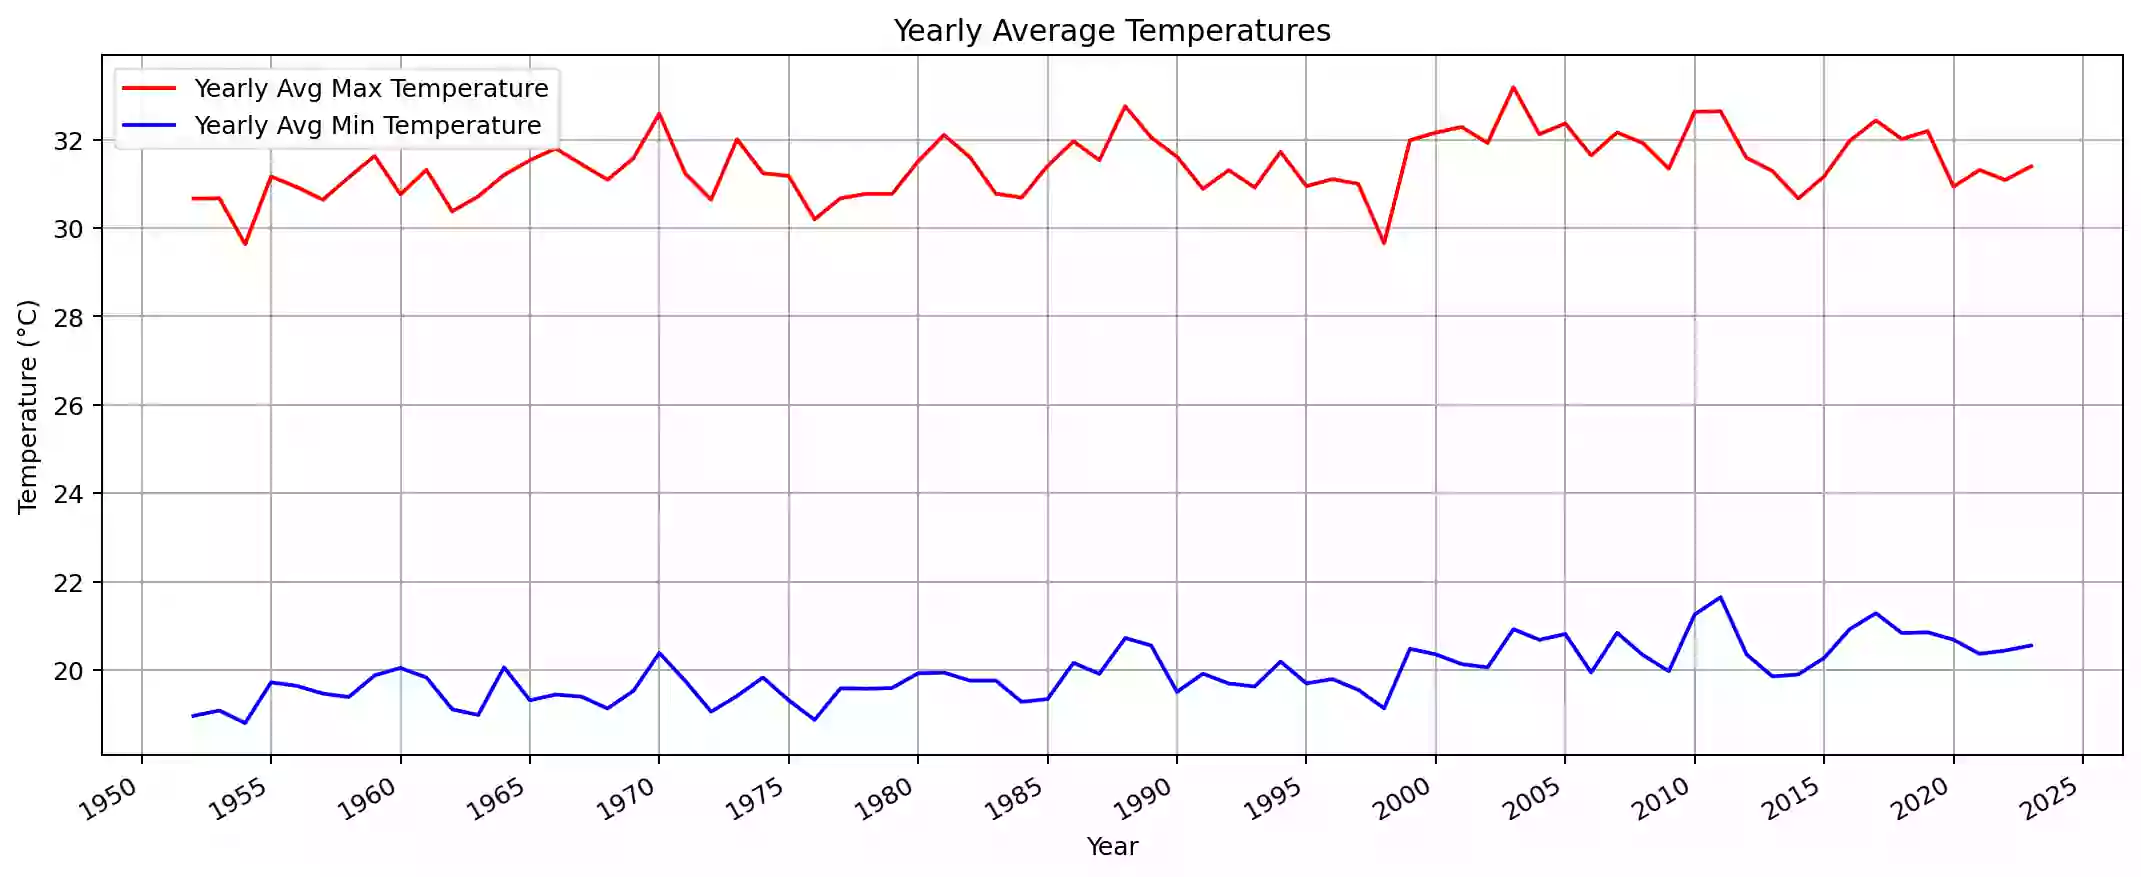 Yearly Average Temperatures
Yearly Avg Max Temperature
Yearly Avg Min Temperature
Temperature (°C)
32
30
28
26
24
22
20
1950 1955 1960 1965 1970 1975 1980 1985 1990 1995 2000 2005 2010 2015 2020 2025
Year